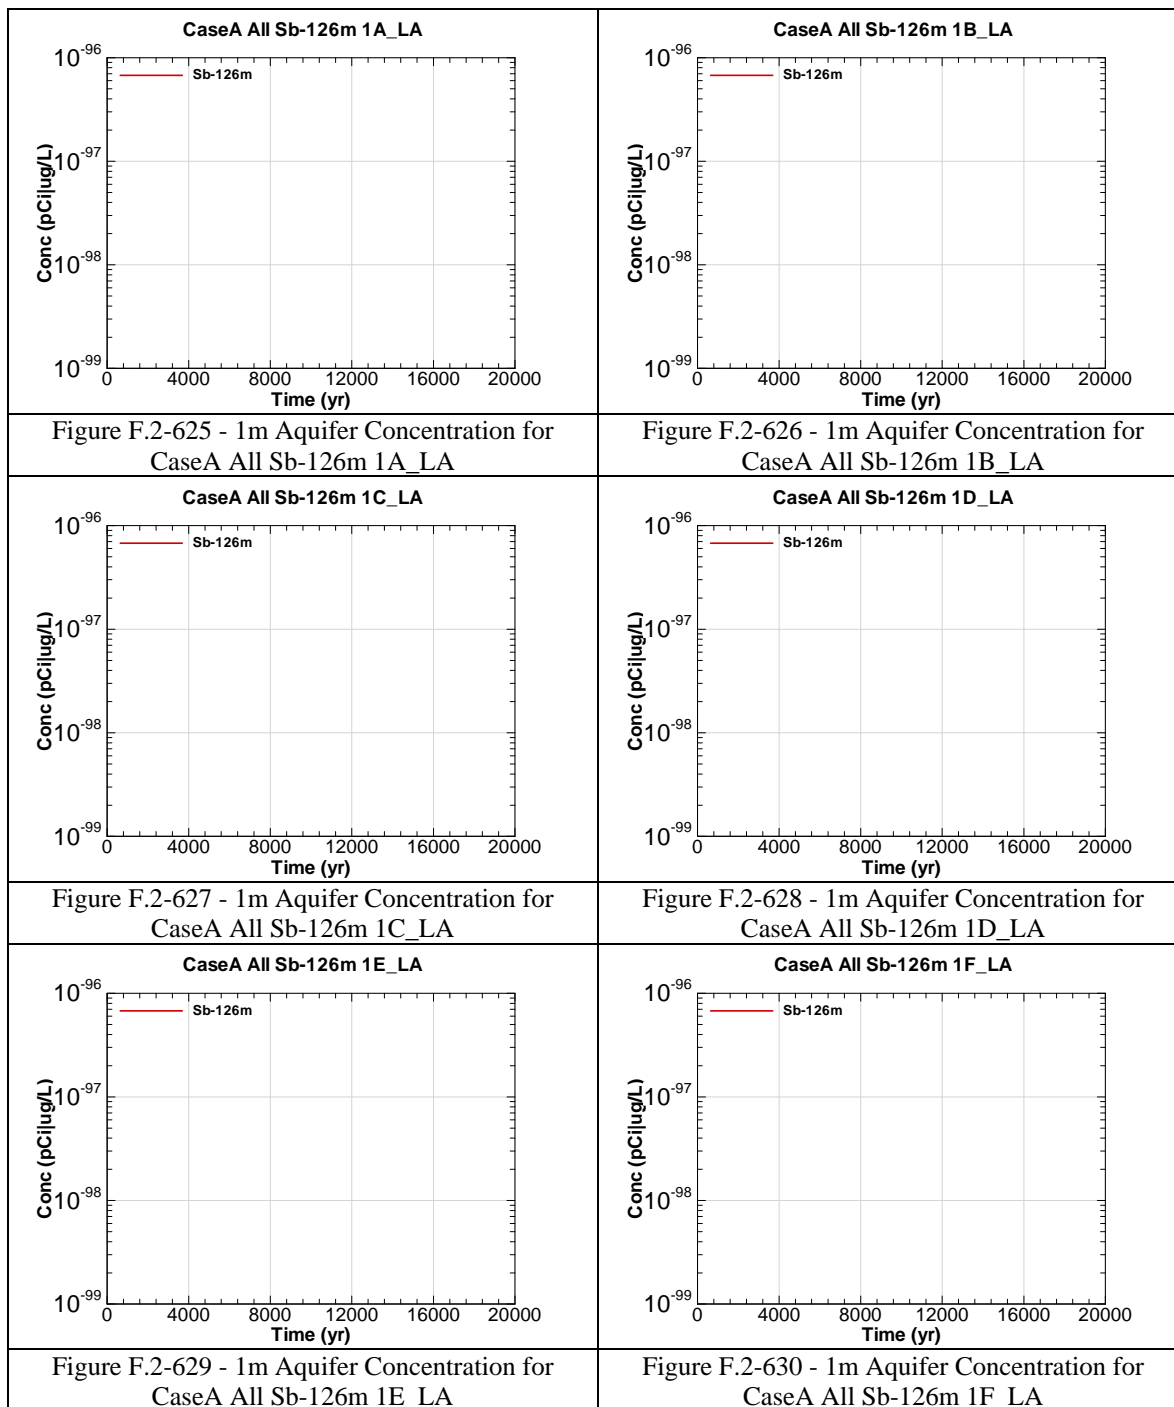 CaseA All Sb-126m 1A_LA
10-96
Sb-126m
10-97
Conc (pCi|ug/L)
10-98
10-99
0 4000 8000 12000 16000 20000
Time (yr)
Figure F.2-625 - 1m Aquifer Concentration for
CaseA All Sb-126m 1A_LA
CaseA All Sb-126m 1B_LA
10-96
Sb-126m
10-97
Conc (pCi|ug/L)
10-98
10-99
0 4000 8000 12000 16000 20000
Time (yr)
Figure F.2-626 - 1m Aquifer Concentration for
CaseA All Sb-126m 1B_LA
CaseA All Sb-126m 1C_LA
10-96
Sb-126m
10-97
Conc (pCi|ug/L)
10-98
10-99
0 4000 8000 12000 16000 20000
Time (yr)
Figure F.2-627 - 1m Aquifer Concentration for
CaseA All Sb-126m 1C_LA
CaseA All Sb-126m 1D_LA
10-96
Sb-126m
10-97
Conc (pCi|ug/L)
10-98
10-99
0 4000 8000 12000 16000 20000
Time (yr)
Figure F.2-628 - 1m Aquifer Concentration for
CaseA All Sb-126m 1D_LA
CaseA All Sb-126m 1E_LA
10-96
Sb-126m
10-97
Conc (pCi|ug/L)
10-98
10-99
0 4000 8000 12000 16000 20000
Time (yr)
Figure F.2-629 - 1m Aquifer Concentration for
CaseA All Sb-126m 1E_LA
CaseA All Sb-126m 1F_LA
10-96
Sb-126m
10-97
Conc (pCi|ug/L)
10-98
10-99
0 4000 8000 12000 16000 20000
Time (yr)
Figure F.2-630 - 1m Aquifer Concentration for
CaseA All Sb-126m 1F_LA